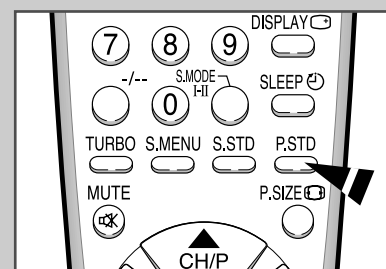 DISPLAY
7 8 9
-/-- S.MODE SLEEP
I-II
0
TURBO S.MENU S.STD P.STD
MUTE P.SIZE
CH/P